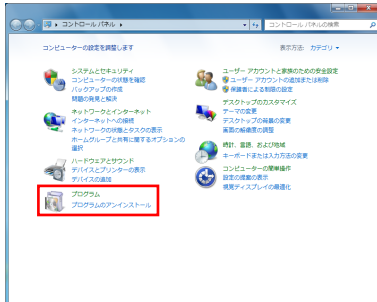 コントロール パネル
コントロール パネルの検索
コンピューターの設定を調整します
表示方法: カテゴリ
システムとセキュリティ
コンピューターの状態を確認
バックアップの作成
問題の発見と解決
ネットワークとインターネット
インターネットへの接続
ネットワークの状態とタスクの表示
ホームグループと共有に関するオプションの
選択
ハードウェアとサウンド
デバイスとプリンターの表示
デバイスの追加
プログラム
プログラムのアンインストール
ユーザー アカウントと家族のための安全設定
ユーザー アカウントの追加または削除
保護者による制限の設定
デスクトップのカスタマイズ
テーマの変更
デスクトップの背景の変更
画面の解像度の調整
時計、言語、および地域
キーボードまたは入力方法の変更
コンピューターの簡単操作
設定の提案の表示
視覚ディスプレイの最適化